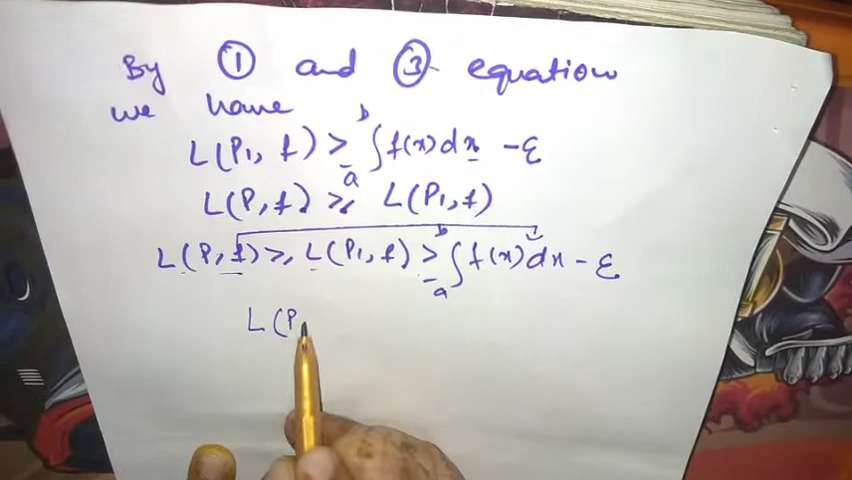 By ① and ③ equation
we have
L(P₁, f) > ∫_a^b f(x)dx - ε
L(P, f) ≥ L(P₁, f)
L(P, f) ≥ L(P₁, f) > ∫_a^b f(x)dx - ε
L(P